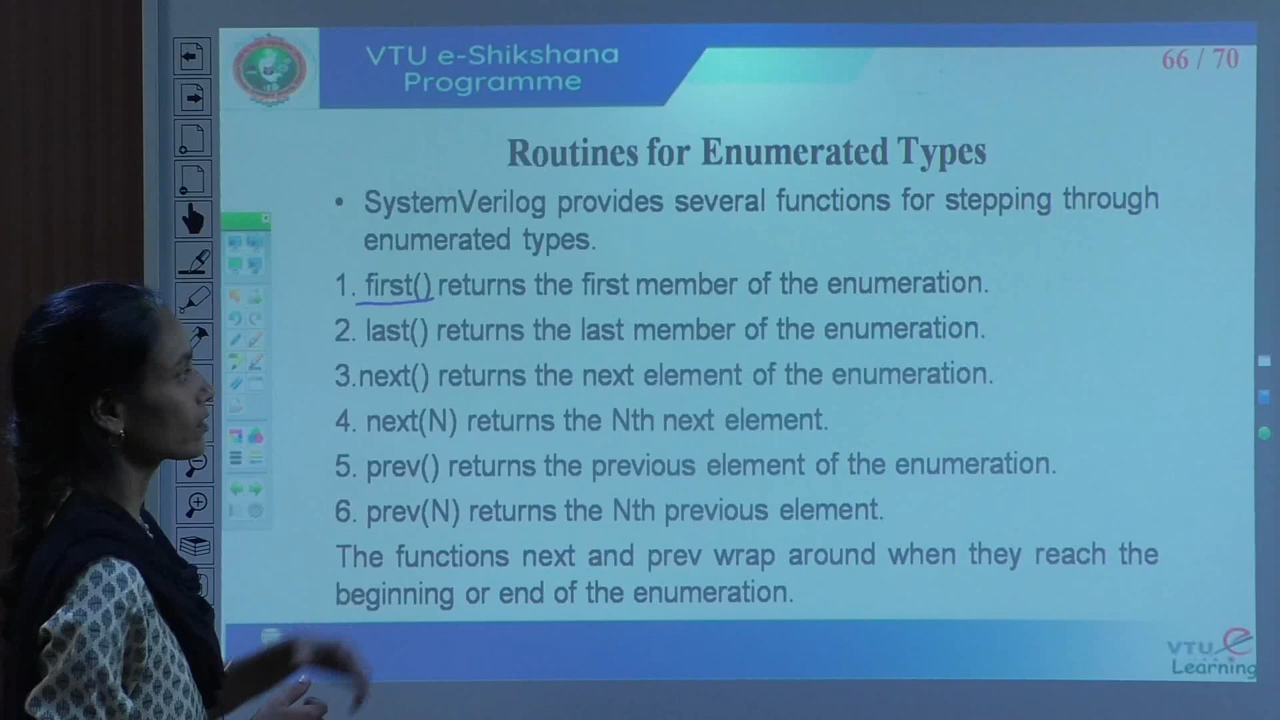 VTU e-Shikshana
Programme
66 / 70
Routines for Enumerated Types
• SystemVerilog provides several functions for stepping through
enumerated types.
1. first() returns the first member of the enumeration.
2. last() returns the last member of the enumeration.
3.next() returns the next element of the enumeration.
4. next(N) returns the Nth next element.
5. prev() returns the previous element of the enumeration.
6. prev(N) returns the Nth previous element.
The functions next and prev wrap around when they reach the
beginning or end of the enumeration.
VTU e
Learning